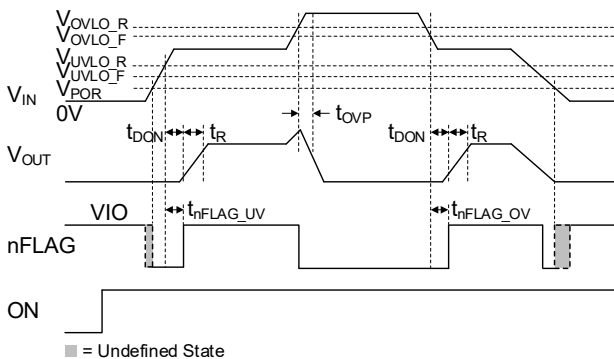 VOVLO_R
VOVLO_F
VUVLO_R
VUVLO_F
VPOR
VIN
0V
tDON tR tOVP tDON tR
VOUT
VIO tnFLAG_UV tnFLAG_OV
nFLAG
ON
= Undefined State